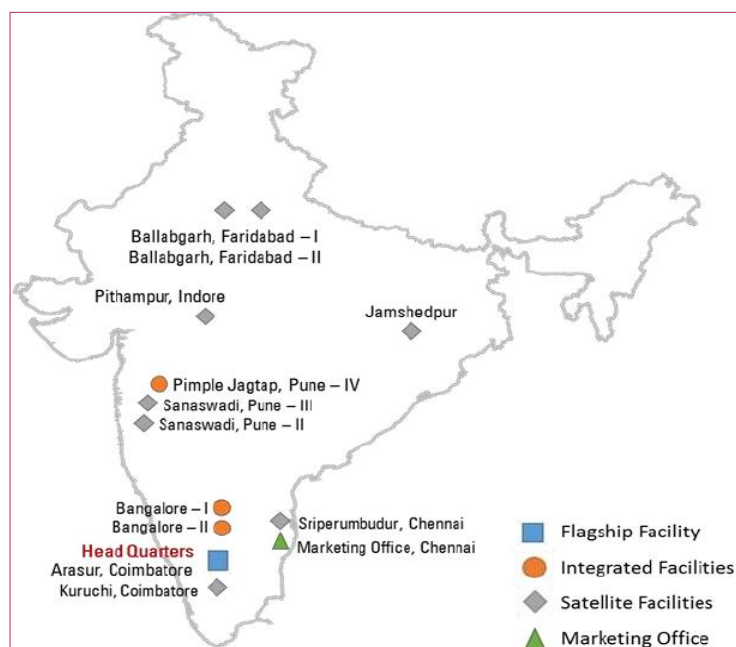 Ballabgarh, Faridabad – I
Ballabgarh, Faridabad – II
Pithampur, Indore
Jamshedpur
Pimple Jagtap, Pune – IV
Sanaswadi, Pune – III
Sanaswadi, Pune – II
Bangalore – I
Bangalore – II
Head Quarters
Arasur, Coimbatore
Kuruchi, Coimbatore
Sriperumbudur, Chennai
Marketing Office, Chennai
Flagship Facility
Integrated Facilities
Satellite Facilities
Marketing Office